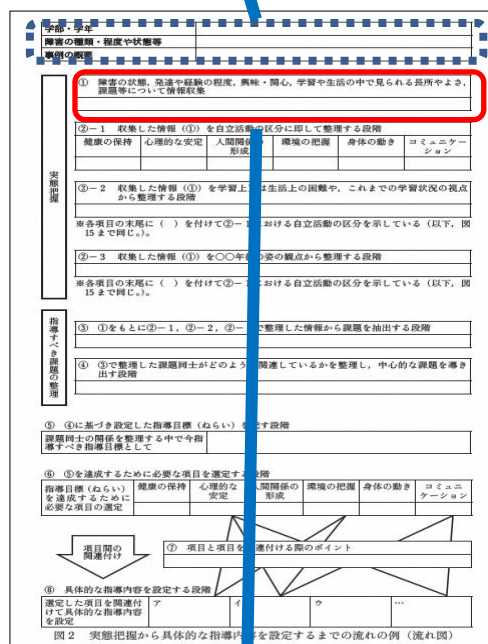 学部・学年
障害の種類・程度や状態等
事例の概要
実態把握
① 障害の状態，発達や経験の程度，興味・関心，学習や生活の中で見られる長所やよさ，
課題等について情報収集
②－1 収集した情報（①）を自立活動の区分に即して整理する段階
健康の保持 心理的な安定 人間関係の形成 環境の把握 身体の動き コミュニケーション
②－2 収集した情報（①）を学習上又は生活上の困難や，これまでの学習状況の視点
から整理する段階
※各項目の末尾に（ ）を付けて②－1における自立活動の区分を示している（以下，図
15まで同じ。）。
②－3 収集した情報（①）を○○年後の姿の観点から整理する段階
※各項目の末尾に（ ）を付けて②－1における自立活動の区分を示している（以下，図
15まで同じ。）。
指導すべき課題の整理
③ ①をもとに②－1，②－2，②－で整理した情報から課題を抽出する段階
④ ③で整理した課題同士がどのよう関連しているかを整理し，中心的な課題を導き
出す段階
⑤ ④に基づき設定した指導目標（ねらい）を記す段階
課題同士の関係を整理する中で今指
導すべき指導目標として
⑥ ⑤を達成するために必要な項目を選定する段階
指導目標（ねらい）
を達成するために
必要な項目の選定
健康の保持 心理的な安定 人間関係の形成 環境の把握 身体の動き コミュニケーション
項目間の
関連付け
⑦ 項目と項目を関連付ける際のポイント
⑧ 具体的な指導内容を設定する段階
選定した項目を関連付
けて具体的な指導内容
を設定
ア イ ウ …
図2 実態把握から具体的な指導内容を設定するまでの流れの例（流れ図）